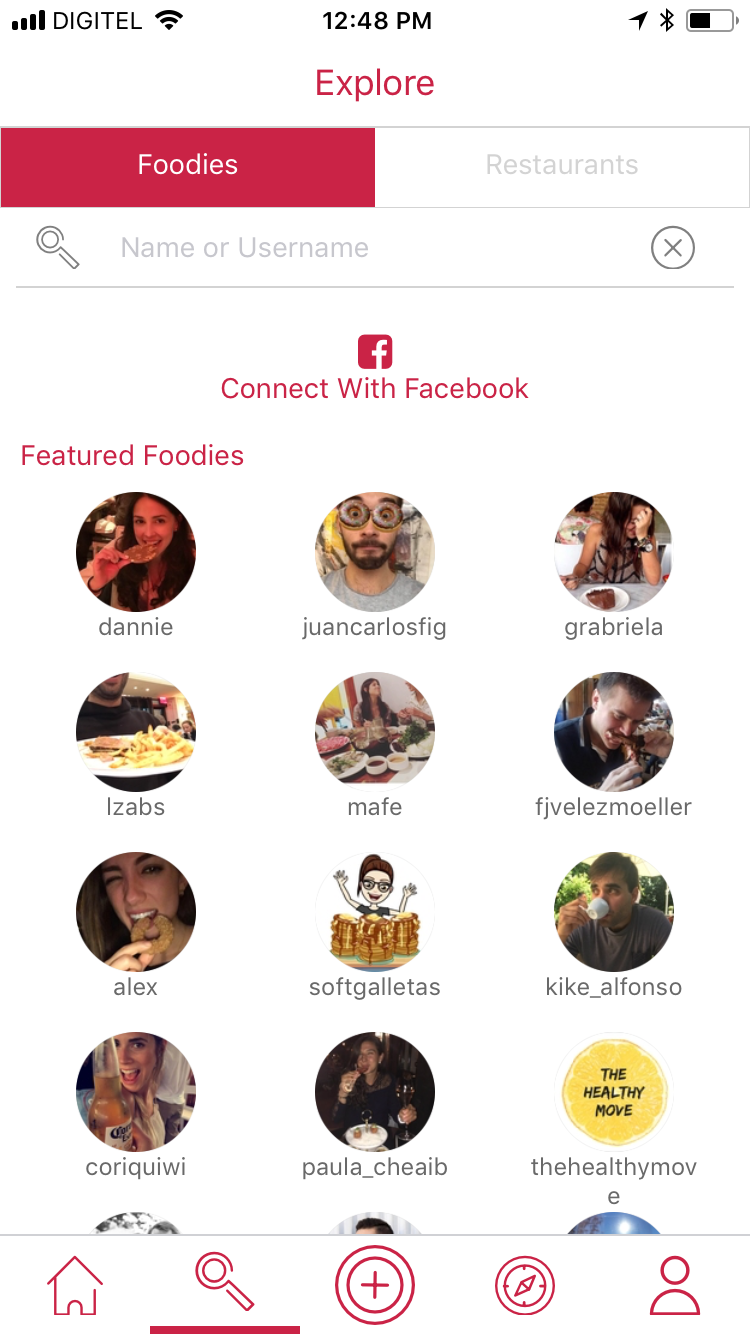 DIGITEL 12:48 PM
Explore
Foodies Restaurants
Name or Username
Connect With Facebook
Featured Foodies
dannie juancarlosfig grabriela
lzabs mafe fjvelezmoeller
alex softgalletas kike_alfonso
THE
HEALTHY
MOVE
coriquiwi paula_cheaib thehealthymov
e